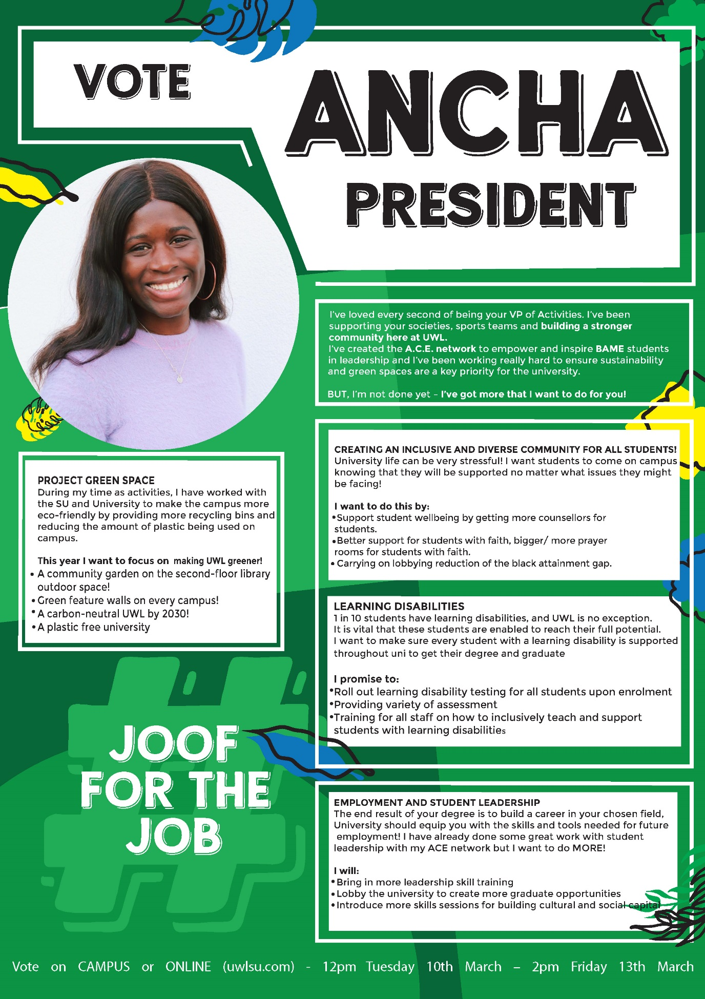 VOTE
ANCHA
PRESIDENT
I've loved every second of being your VP of Activities. I've been
supporting your societies, sports teams and building a stronger
community here at UWL.
I've created the A.C.E. network to empower and inspire BAME students
in leadership and I've been working really hard to ensure sustainability
and green spaces are a key priority for the university.
BUT, I'm not done yet – I've got more that I want to do for you!
PROJECT GREEN SPACE
During my time as activities, I have worked with
the SU and University to make the campus more
eco-friendly by providing more recycling bins and
reducing the amount of plastic being used on
campus.
This year I want to focus on making UWL greener!
• A community garden on the second-floor library
outdoor space!
• Green feature walls on every campus!
• A carbon-neutral UWL by 2030!
• A plastic free university
CREATING AN INCLUSIVE AND DIVERSE COMMUNITY FOR ALL STUDENTS!
University life can be very stressful! I want students to come on campus
knowing that they will be supported no matter what issues they might
be facing!
I want to do this by:
•Support student wellbeing by getting more counsellors for
students.
•Better support for students with faith, bigger/ more prayer
rooms for students with faith.
• Carrying on lobbying reduction of the black attainment gap.
LEARNING DISABILITIES
1 in 10 students have learning disabilities, and UWL is no exception.
It is vital that these students are enabled to reach their full potential.
I want to make sure every student with a learning disability is supported
throughout uni to get their degree and graduate
I promise to:
•Roll out learning disability testing for all students upon enrolment
•Providing variety of assessment
•Training for all staff on how to inclusively teach and support
students with learning disabilities
#
JOOF
FOR THE
JOB
EMPLOYMENT AND STUDENT LEADERSHIP
The end result of your degree is to build a career in your chosen field,
University should equip you with the skills and tools needed for future
employment! I have already done some great work with student
leadership with my ACE network but I want to do MORE!
I will:
• Bring in more leadership skill training
• Lobby the university to create more graduate opportunities
• Introduce more skills sessions for building cultural and social capital
Vote on CAMPUS or ONLINE (uwlsu.com) - 12pm Tuesday 10th March – 2pm Friday 13th March